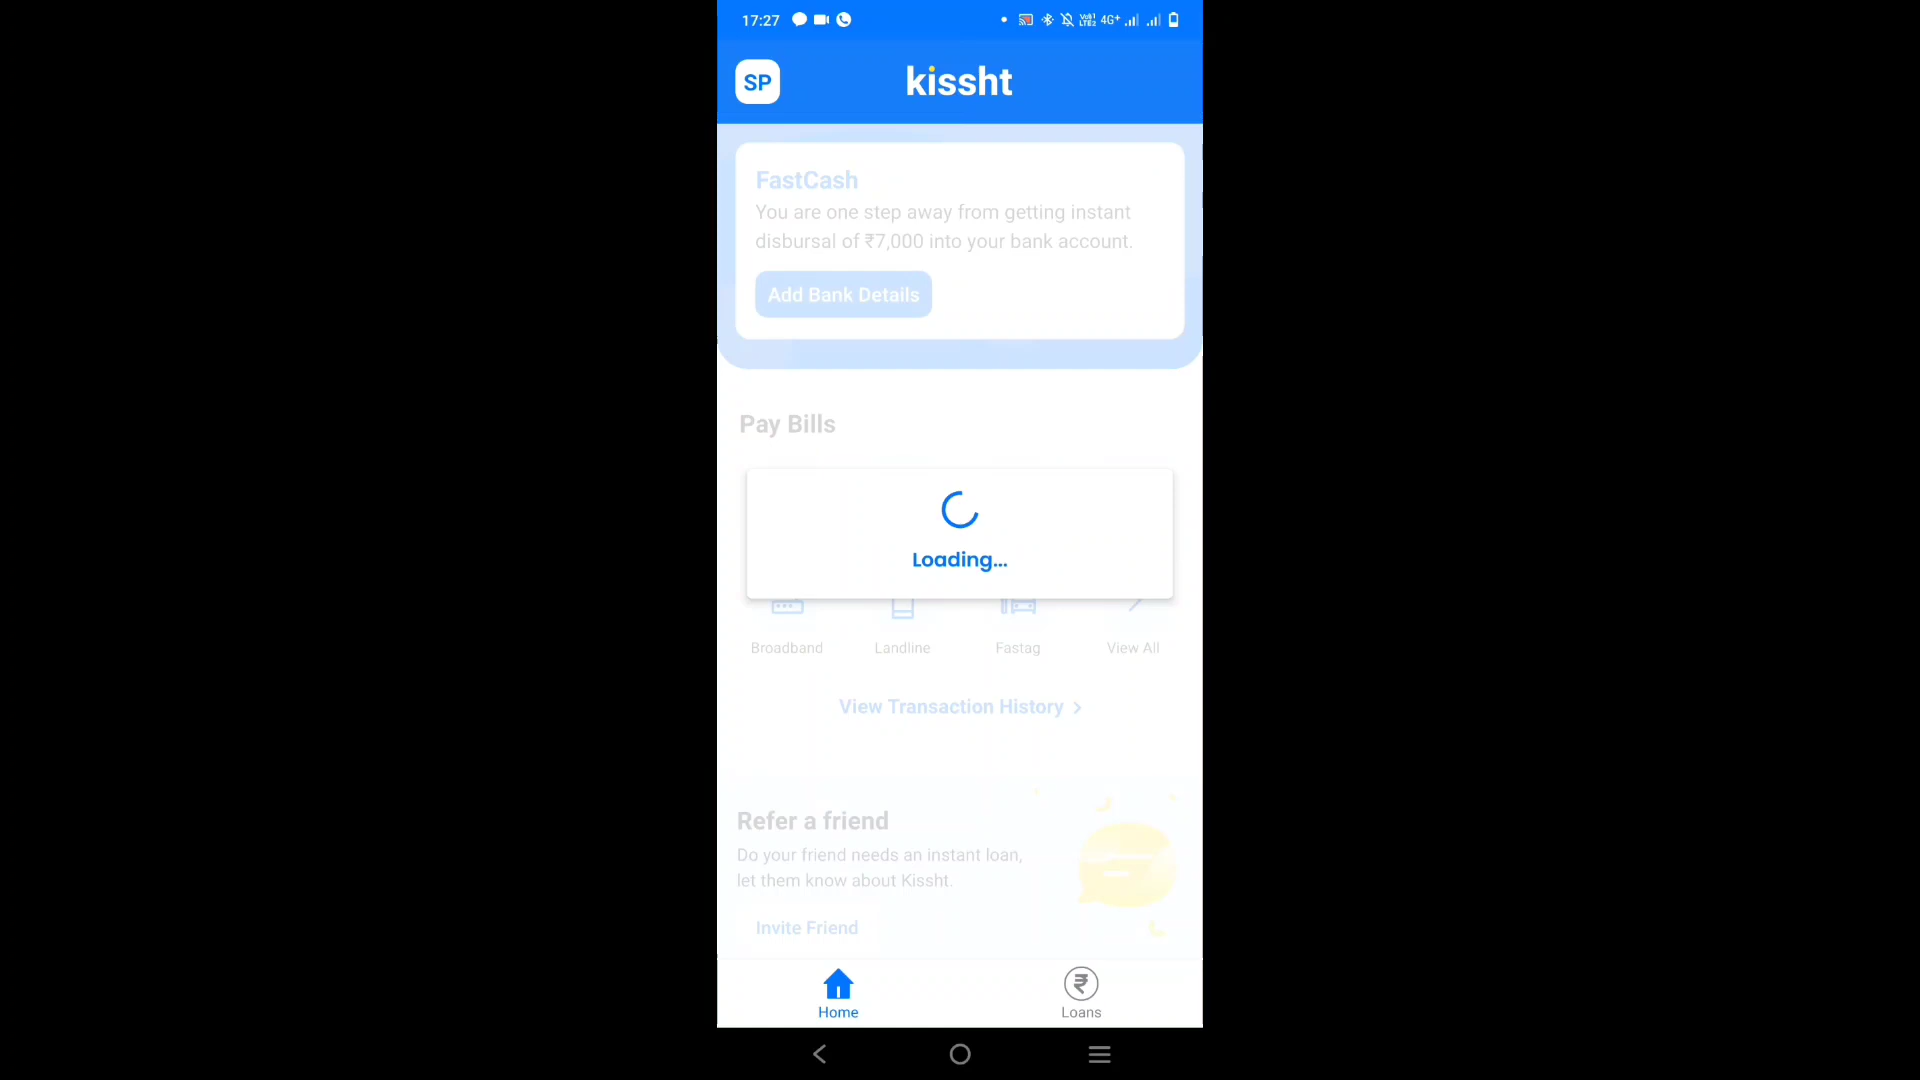 17:27
4G+
SP
kissht
FastCash
You are one step away from getting instant
disbursal of ₹7,000 into your bank account.
Add Bank Details
Pay Bills
Loading...
Broadband Landline Fastag View All
View Transaction History >
Refer a friend
Do your friend needs an instant loan,
let them know about Kissht.
Invite Friend
Home Loans